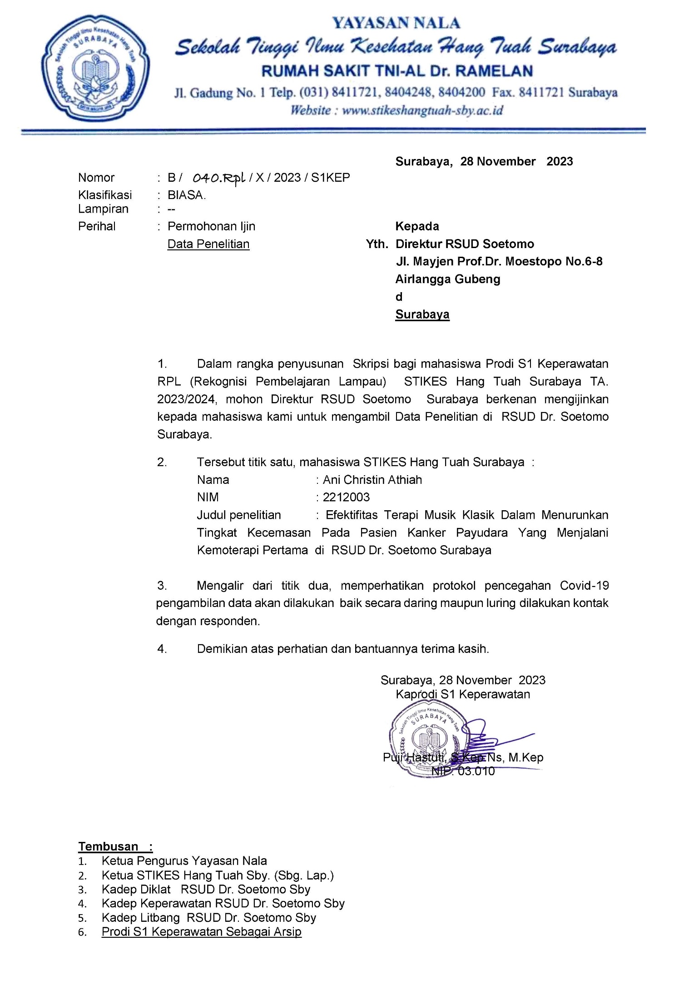 Sekolah Tinggi Ilmu Kesehatan Hang Tuah
SURABAYA
YAYASAN NALA
Sekolah Tinggi Ilmu Kesehatan Hang Tuah Surabaya
RUMAH SAKIT TNI-AL Dr. RAMELAN
Jl. Gadung No. 1 Telp. (031) 8411721, 8404248, 8404200 Fax. 8411721 Surabaya
Website : www.stikeshangtuah-sby.ac.id
Surabaya, 28 November 2023
Nomor : B / 040.Rpl / X / 2023 / S1KEP
Klasifikasi : BIASA.
Lampiran : --
Perihal : Permohonan Ijin Kepada
Data Penelitian Yth. Direktur RSUD Soetomo
Jl. Mayjen Prof.Dr. Moestopo No.6-8
Airlangga Gubeng
d
Surabaya
1. Dalam rangka penyusunan Skripsi bagi mahasiswa Prodi S1 Keperawatan
RPL (Rekognisi Pembelajaran Lampau) STIKES Hang Tuah Surabaya TA.
2023/2024, mohon Direktur RSUD Soetomo Surabaya berkenan mengijinkan
kepada mahasiswa kami untuk mengambil Data Penelitian di RSUD Dr. Soetomo
Surabaya.
2. Tersebut titik satu, mahasiswa STIKES Hang Tuah Surabaya :
Nama : Ani Christin Athiah
NIM : 2212003
Judul penelitian : Efektifitas Terapi Musik Klasik Dalam Menurunkan
Tingkat Kecemasan Pada Pasien Kanker Payudara Yang Menjalani
Kemoterapi Pertama di RSUD Dr. Soetomo Surabaya
3. Mengalir dari titik dua, memperhatikan protokol pencegahan Covid-19
pengambilan data akan dilakukan baik secara daring maupun luring dilakukan kontak
dengan responden.
4. Demikian atas perhatian dan bantuannya terima kasih.
Surabaya, 28 November 2023
Kaprodi S1 Keperawatan
Sekolah Tinggi Ilmu Kesehatan Hang Tuah
SURABAYA
Puji Hastuti, S.Kep.Ns, M.Kep
NIP. 03.010
Tembusan :
1. Ketua Pengurus Yayasan Nala
2. Ketua STIKES Hang Tuah Sby. (Sbg. Lap.)
3. Kadep Diklat RSUD Dr. Soetomo Sby
4. Kadep Keperawatan RSUD Dr. Soetomo Sby
5. Kadep Litbang RSUD Dr. Soetomo Sby
6. Prodi S1 Keperawatan Sebagai Arsip